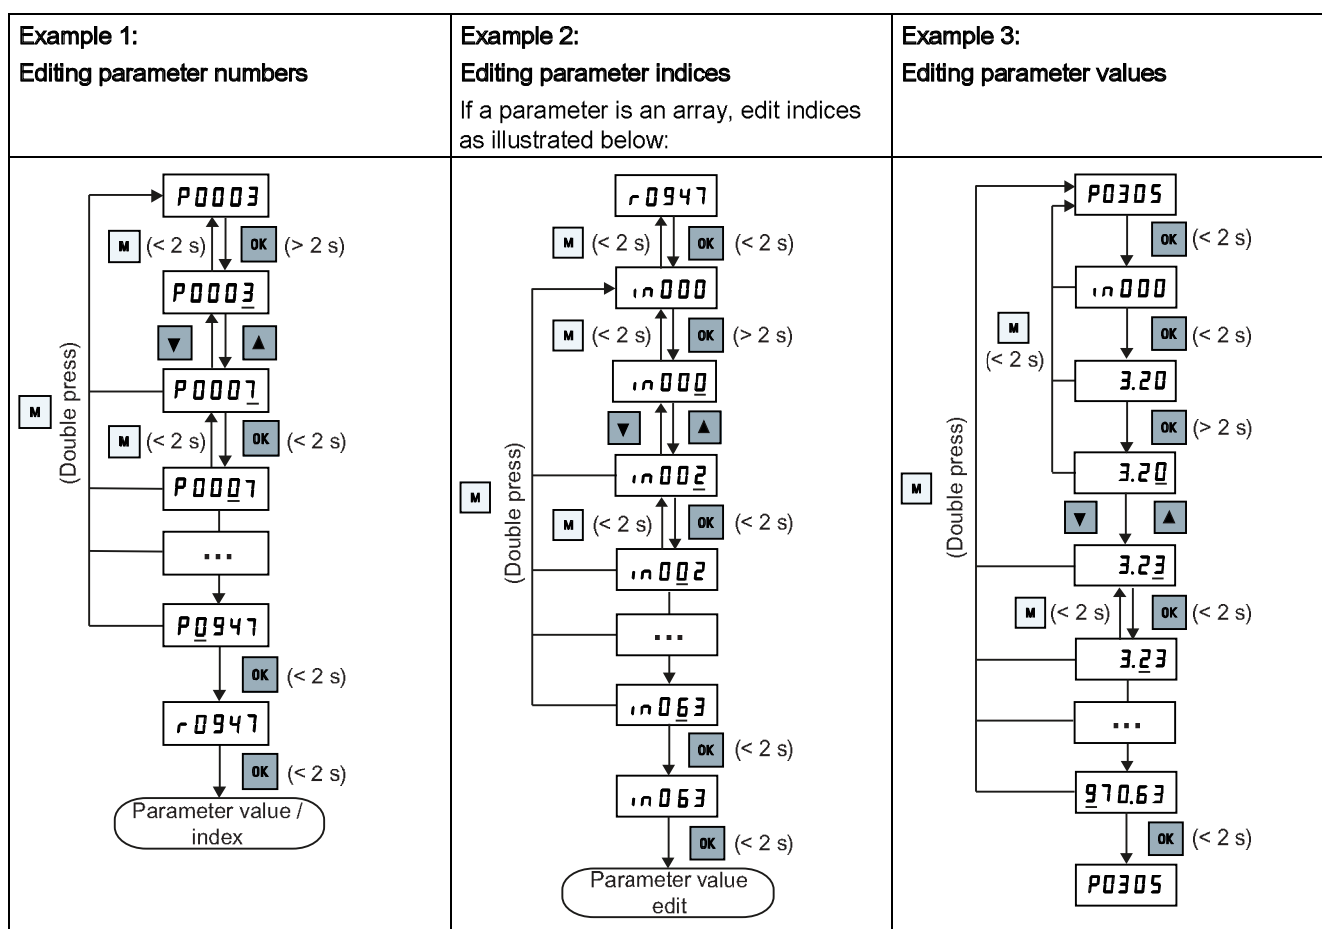 Example 1:
Editing parameter numbers
P0003
M (< 2 s) OK (> 2 s)
P0003
▼ ▲
P0007
M (< 2 s) OK (< 2 s)
P0007
...
P0947
OK (< 2 s)
r0947
OK (< 2 s)
Parameter value /
index
M
(Double press)
Example 2:
Editing parameter indices
If a parameter is an array, edit indices
as illustrated below:
r0947
M (< 2 s) OK (< 2 s)
in000
M (< 2 s) OK (> 2 s)
in000
▼ ▲
in002
M (< 2 s) OK (< 2 s)
in002
...
in063
OK (< 2 s)
in063
OK (< 2 s)
Parameter value
edit
M
(Double press)
Example 3:
Editing parameter values
P0305
OK (< 2 s)
in000
OK (< 2 s)
M
(< 2 s)
3.20
OK (> 2 s)
3.20
▼ ▲
3.23
M (< 2 s) OK (< 2 s)
3.23
...
970.63
OK (< 2 s)
P0305
M
(Double press)